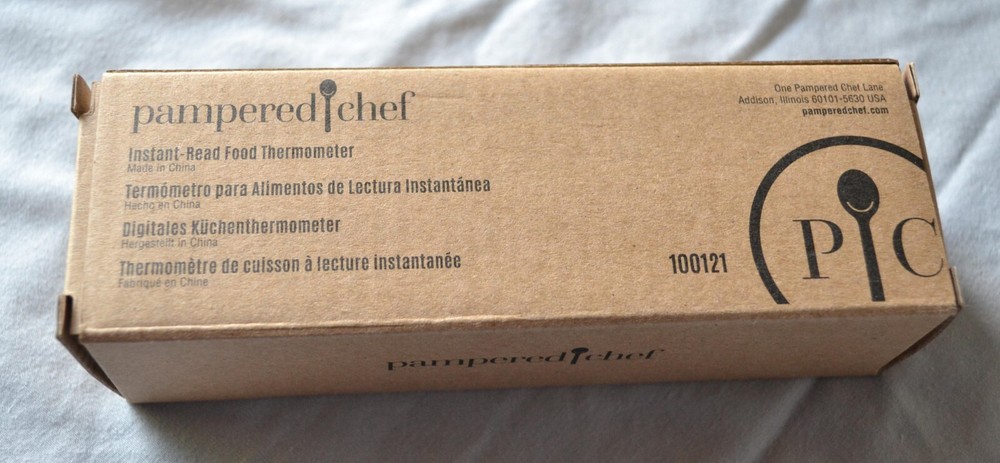 pampered chef
One Pampered Chef Lane
Addison, Illinois 60101-5630 USA
pamperedchef.com
Instant-Read Food Thermometer
Made in China
Termómetro para Alimentos de Lectura Instantánea
Hecho en China
Digitales Küchenthermometer
Hergestellt in China
Thermomètre de cuisson à lecture instantanée
Fabriqué en Chine
100121
P C
pampered chef